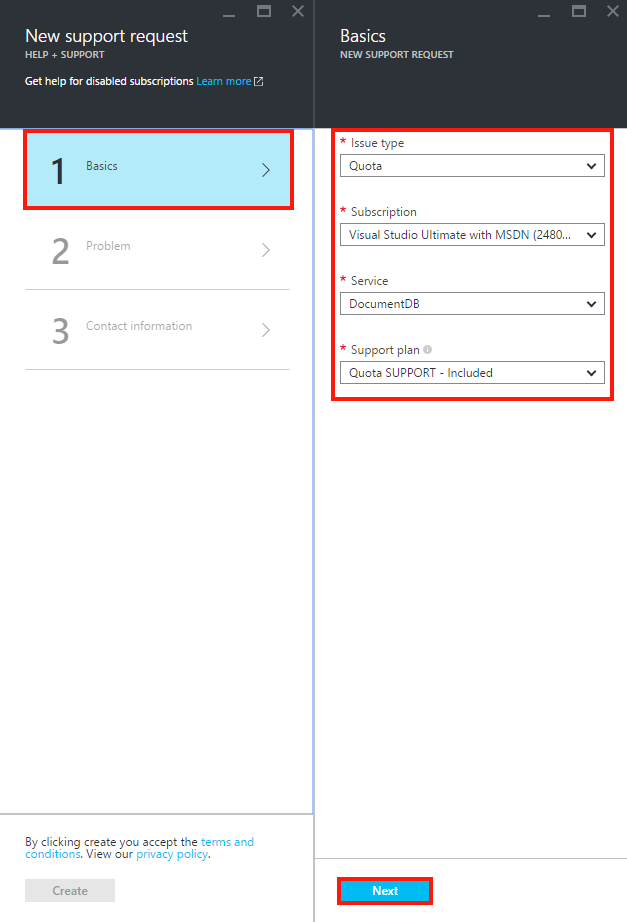 New support request
HELP + SUPPORT
Get help for disabled subscriptions Learn more
1 Basics
2 Problem
3 Contact information
By clicking create you accept the terms and
conditions. View our privacy policy.
Create
Basics
NEW SUPPORT REQUEST
* Issue type
Quota
* Subscription
Visual Studio Ultimate with MSDN (2480...
* Service
DocumentDB
* Support plan
Quota SUPPORT - Included
Next